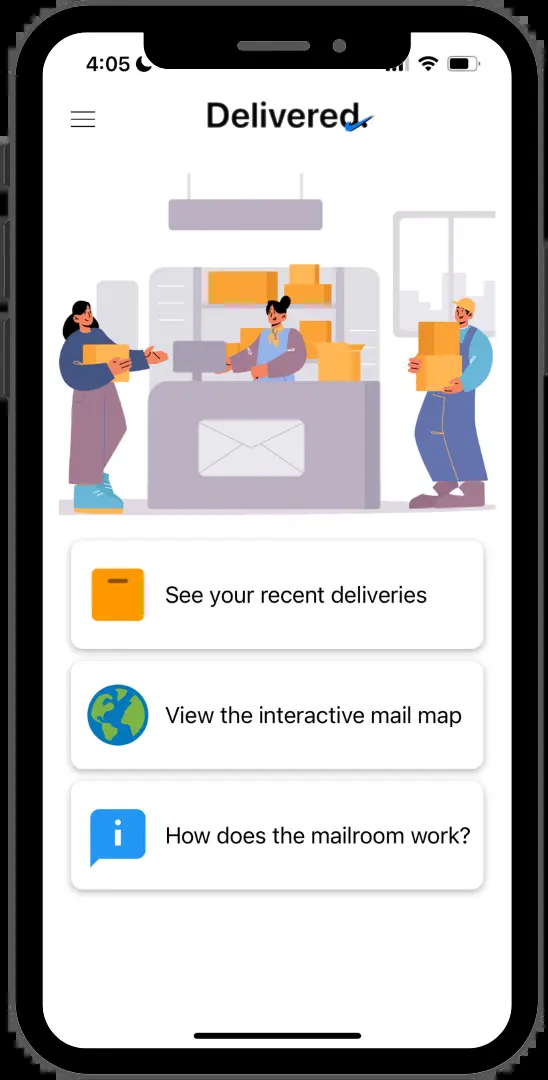 4:05
Delivered.
See your recent deliveries
View the interactive mail map
How does the mailroom work?